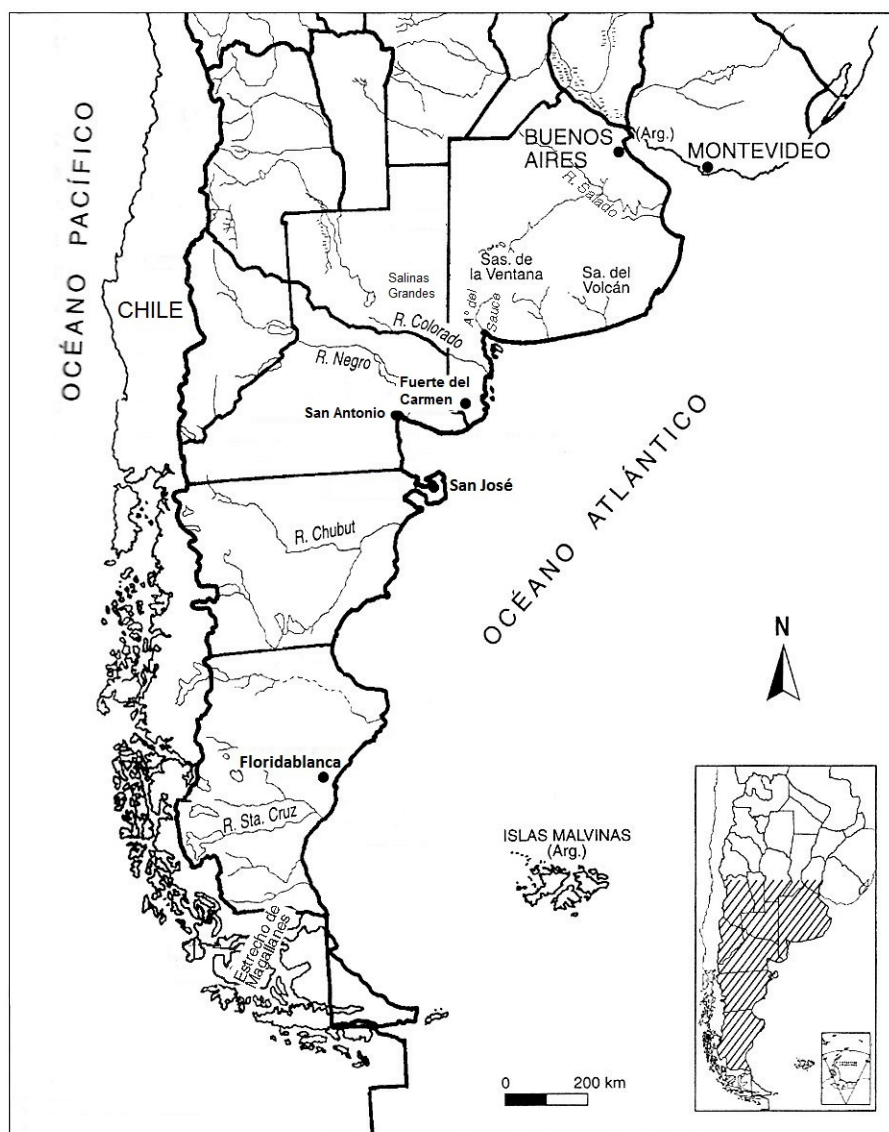 OCÉANO PACÍFICO
BUENOS
AIRES
(Arg.)
MONTEVIDEO
R. Salado
Sas. de
la Ventana
Sa. del
Volcán
Salinas
Grandes
Aº del
Sauce
CHILE
R. Colorado
R. Negro
Fuerte del
Carmen
San Antonio
San José
R. Chubut
OCÉANO ATLÁNTICO
N
Floridablanca
R. Sta. Cruz
ISLAS MALVINAS
(Arg.)
Estrecho de
Magallanes
0 200 km